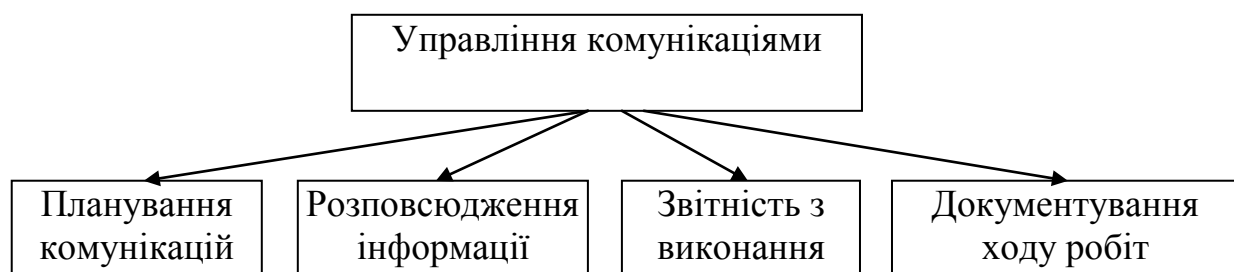 Управління комунікаціями
Планування
комунікацій
Розповсюдження
інформації
Звітність з
виконання
Документування
ходу робіт